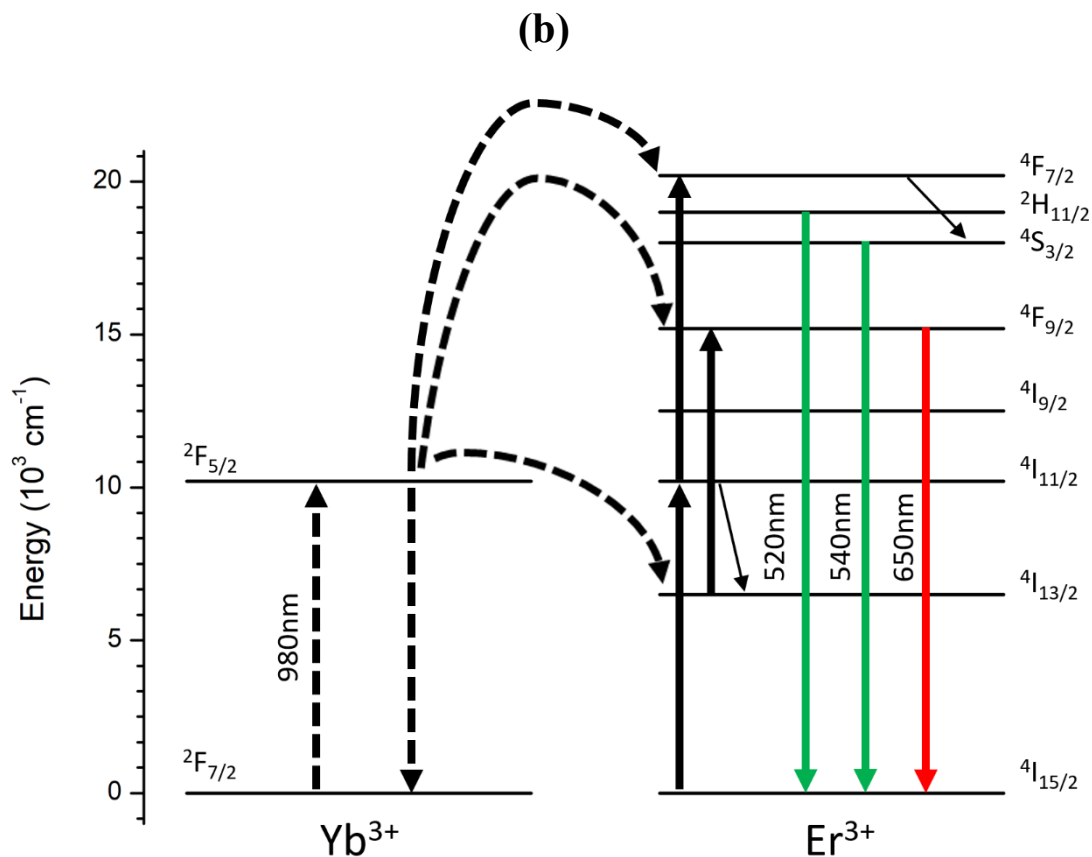 (b)
Energy (10³ cm⁻¹)
20
15
10
5
0
²F₅/₂
²F₇/₂
980nm
Yb³⁺
⁴F₇/₂
²H₁₁/₂
⁴S₃/₂
⁴F₉/₂
⁴I₉/₂
⁴I₁₁/₂
⁴I₁₃/₂
⁴I₁₅/₂
520nm
540nm
650nm
Er³⁺